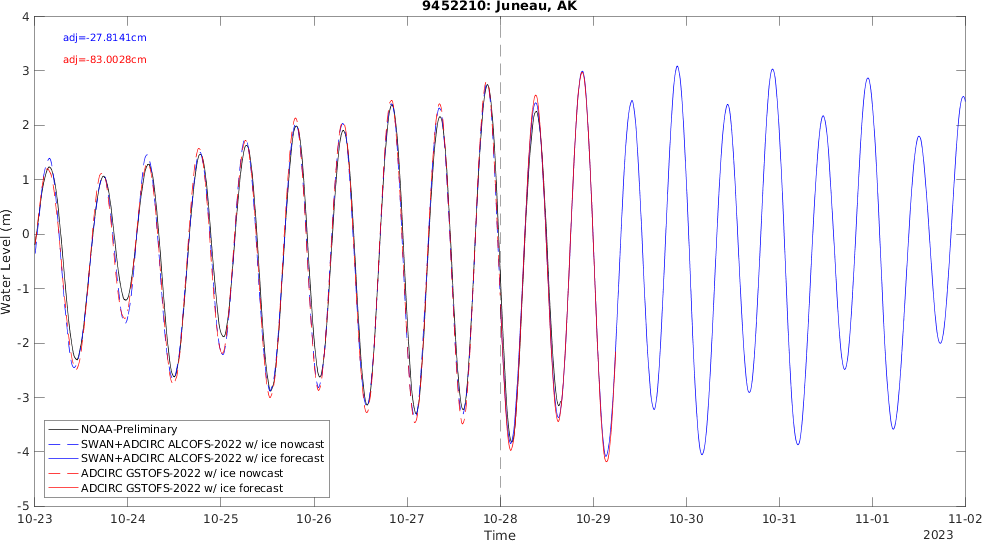 9452210: Juneau, AK
adj=-27.8141cm
adj=-83.0028cm
Water Level (m)
4
3
2
1
0
-1
-2
-3
-4
-5
NOAA-Preliminary
SWAN+ADCIRC ALCOFS-2022 w/ ice nowcast
SWAN+ADCIRC ALCOFS-2022 w/ ice forecast
ADCIRC GSTOFS-2022 w/ ice nowcast
ADCIRC GSTOFS-2022 w/ ice forecast
10-23 10-24 10-25 10-26 10-27 10-28 10-29 10-30 10-31 11-01 11-02
Time
2023